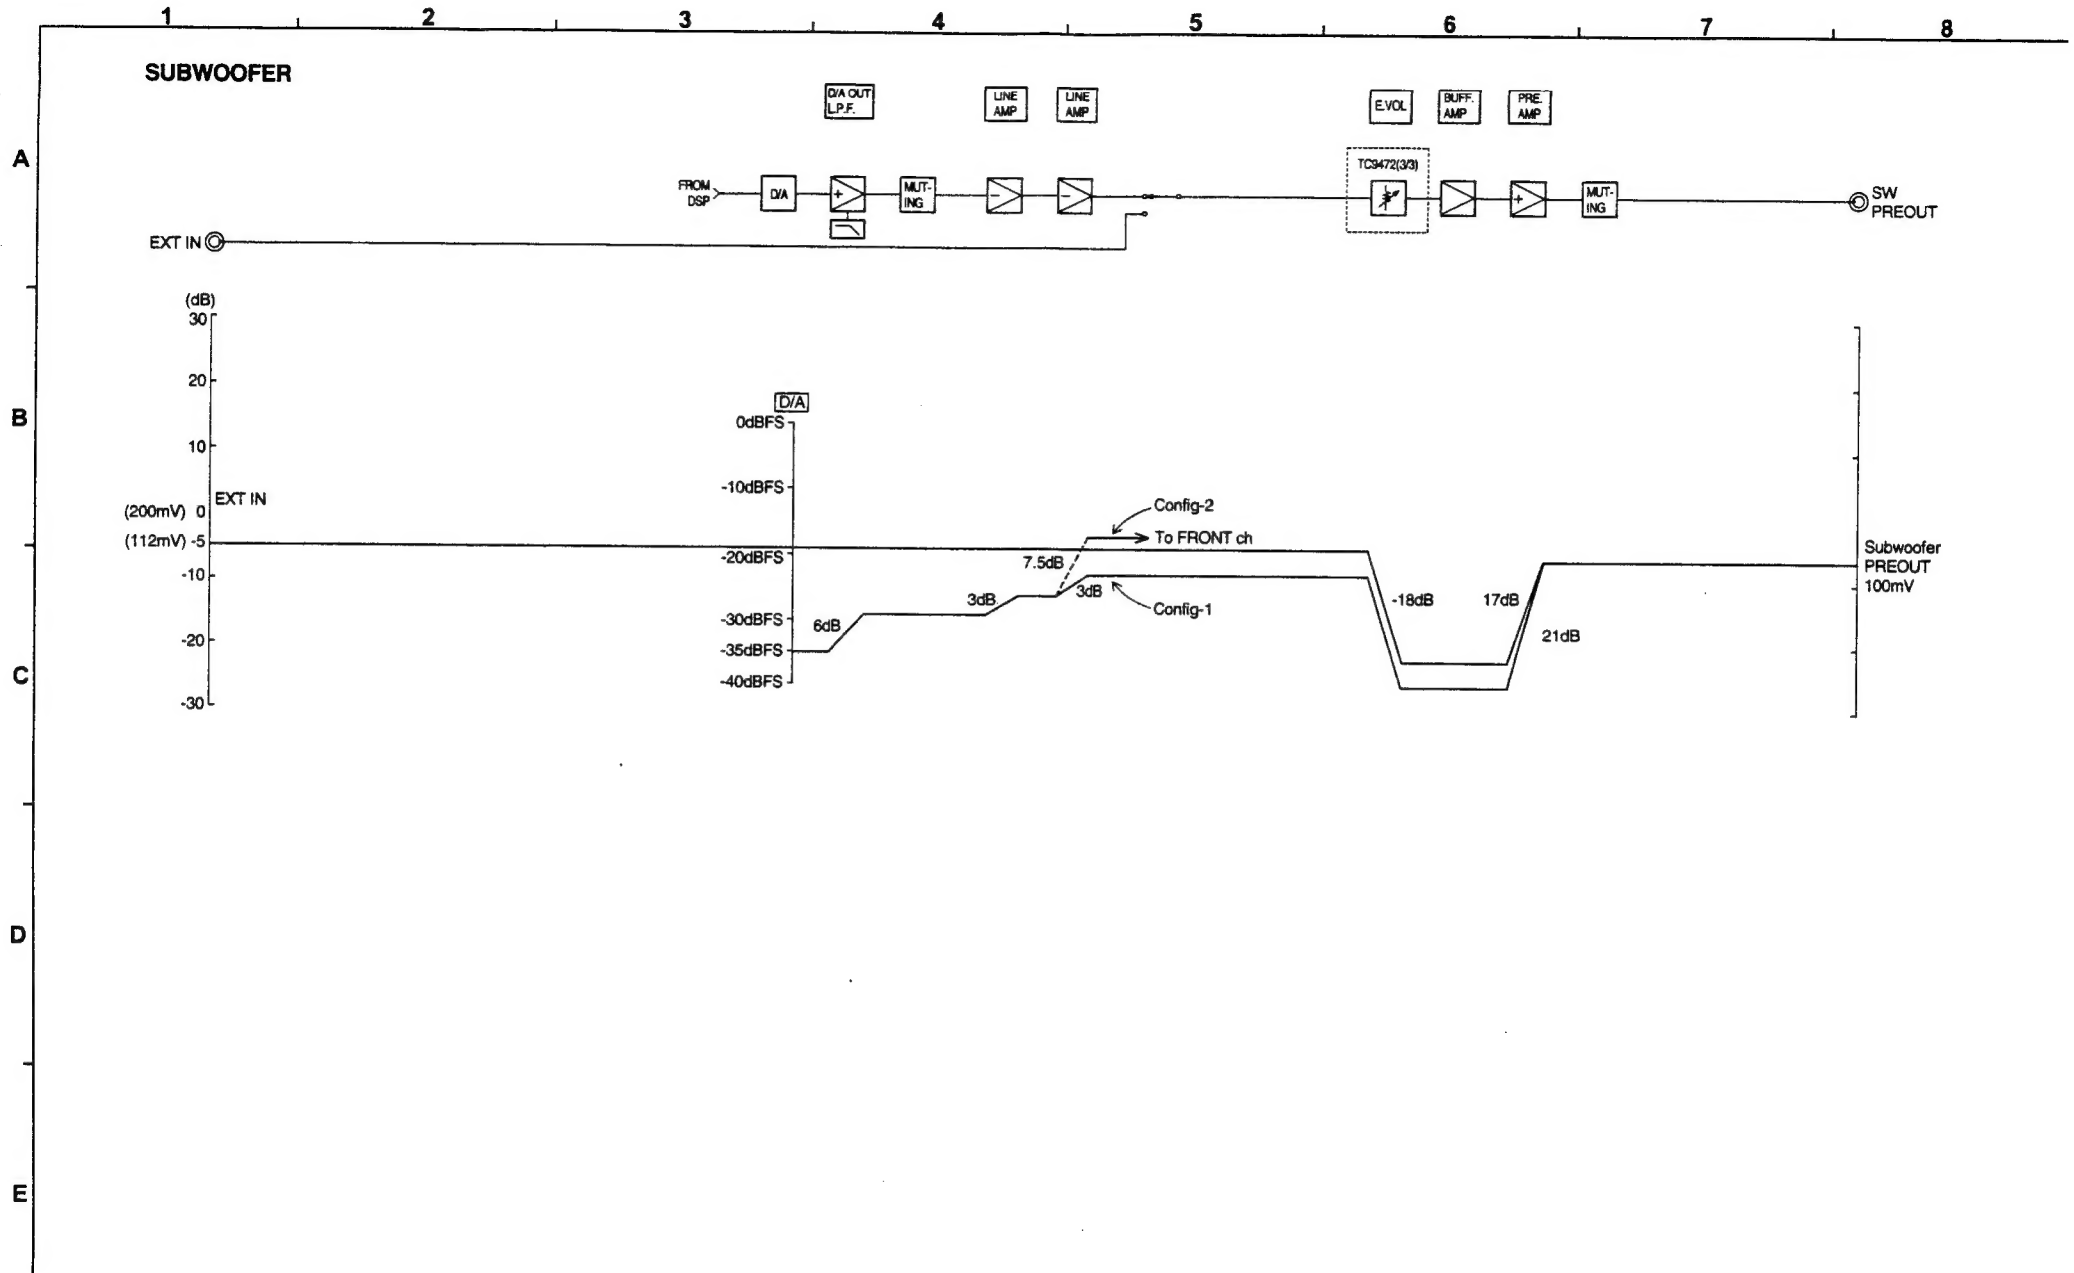 1 2 3 4 5 6 7 8
SUBWOOFER
D/A OUT
L.P.F.
LINE
AMP
LINE
AMP
E.VOL
BUFF.
AMP
PRE.
AMP
A
TC9472(3/3)
FROM
DSP
D/A
+
MUT-
ING
−
−
+
MUT-
ING
SW
PREOUT
EXT IN
(dB)
30
20
10
(200mV) 0
(112mV) -5
-10
-20
-30
EXT IN
B
D/A
0dBFS
-10dBFS
-20dBFS
-30dBFS
-35dBFS
-40dBFS
Config-2
To FRONT ch
7.5dB
3dB
3dB
6dB
Config-1
-18dB
17dB
21dB
Subwoofer
PREOUT
100mV
C
D
E